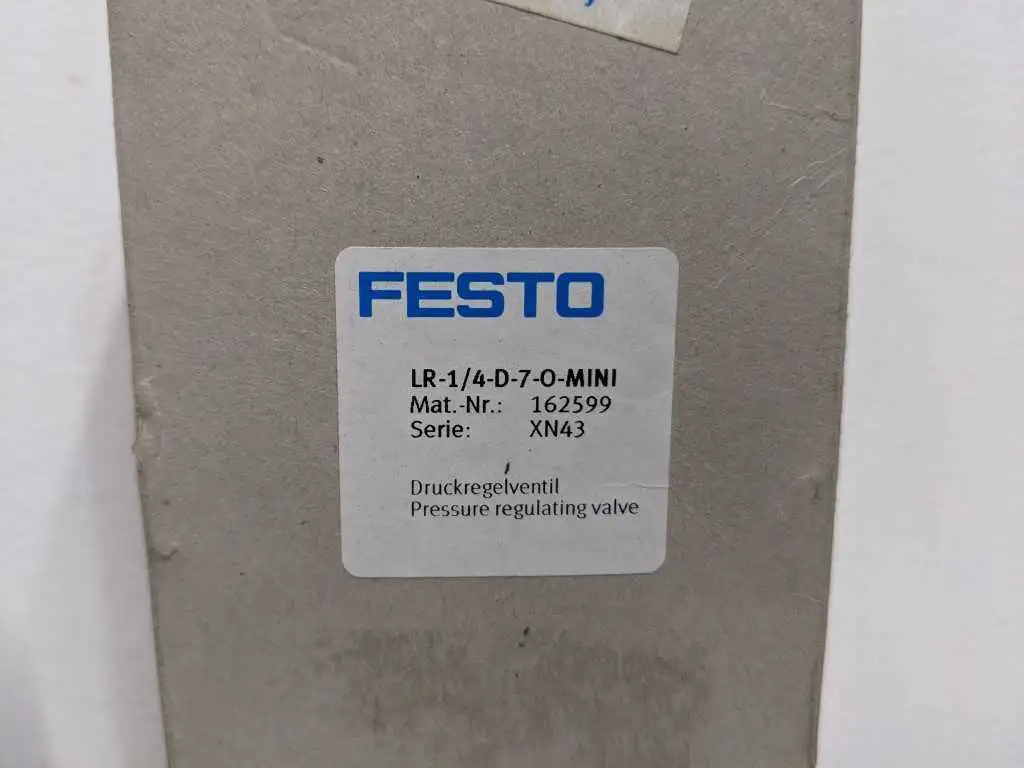 FESTO
LR-1/4-D-7-O-MINI
Mat.-Nr.: 162599
Serie: XN43
Druckregelventil
Pressure regulating valve